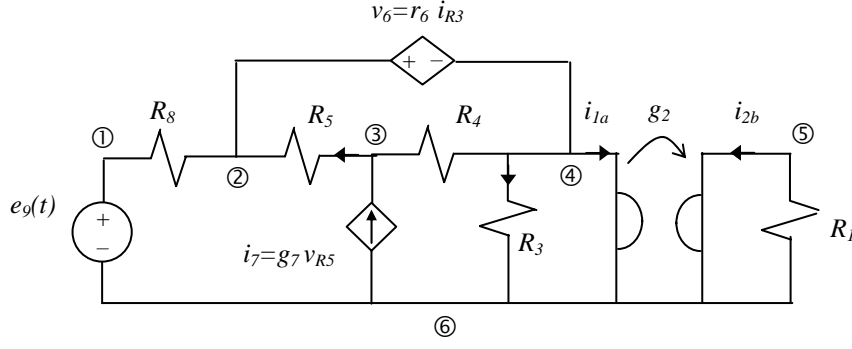 v6=r6 iR3
+ −
① R8 R5 ③ R4 i1a g2 i2b ⑤
② ④
e9(t) + −
i7=g7 vR5 R3 R1
⑥